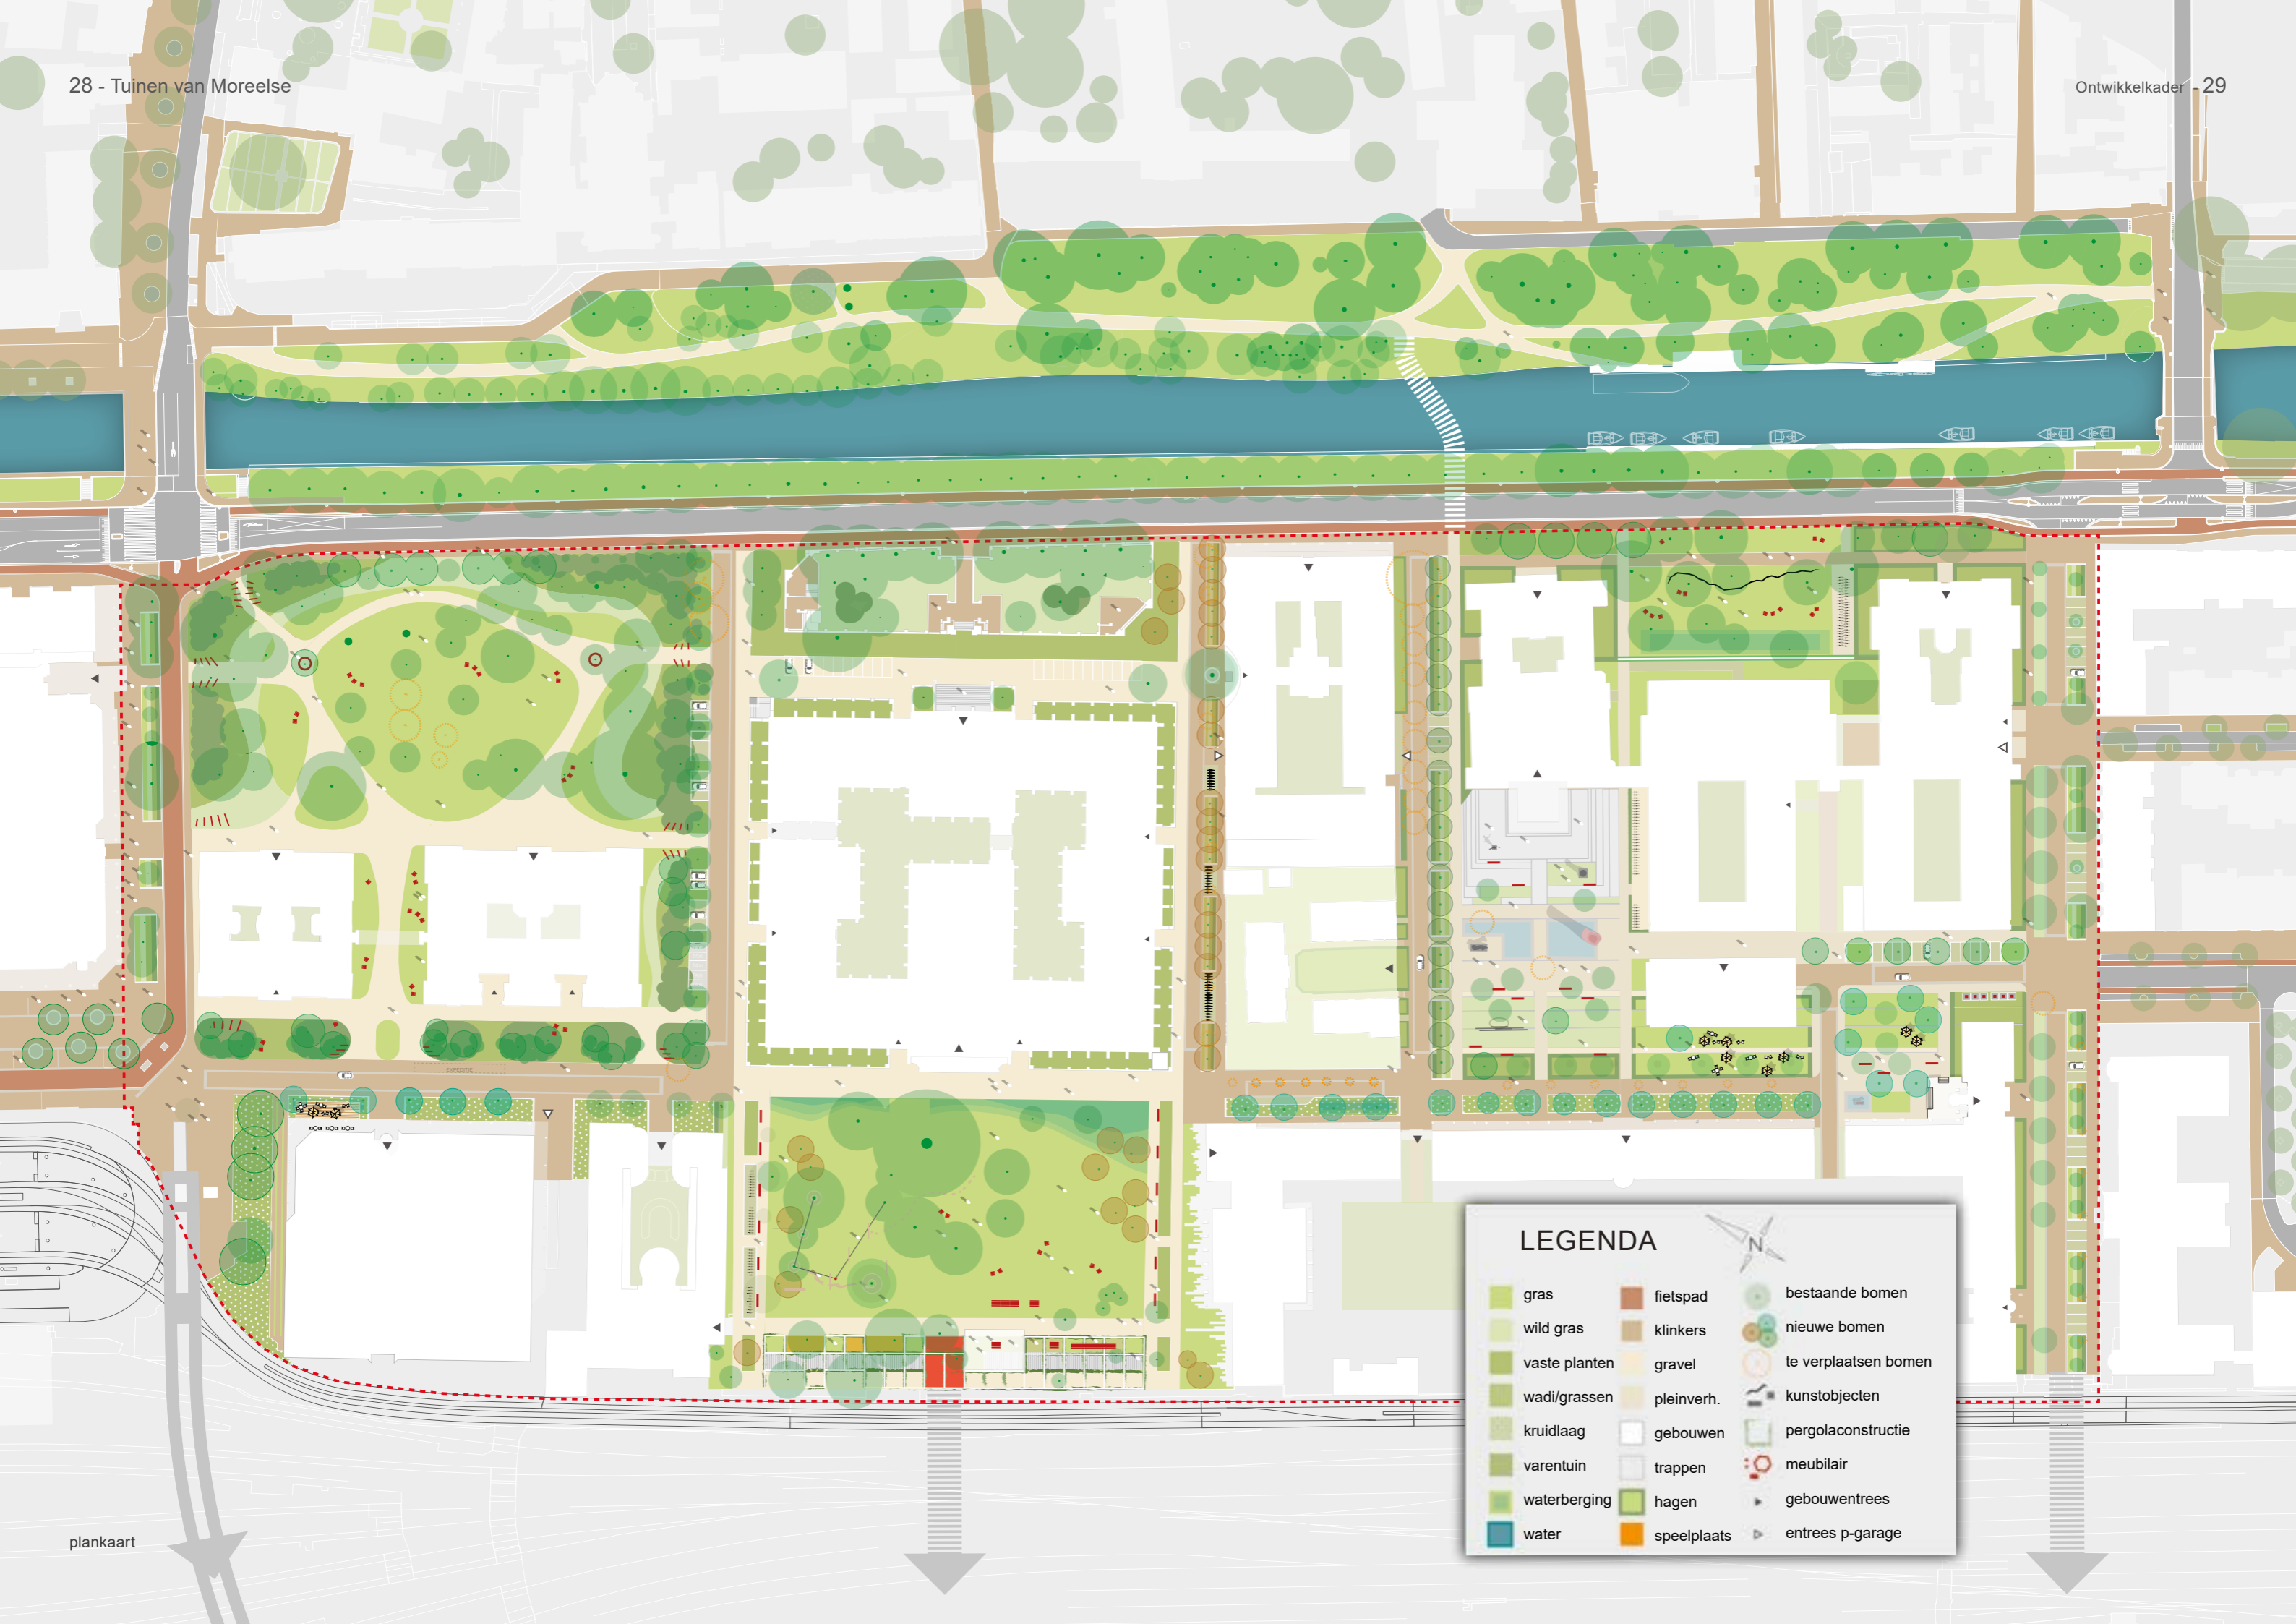 28 - Tuinen van Moreelse
Ontwikkelkader - 29
LEGENDA
N
gras
wild gras
vaste planten
wadi/grassen
kruidlaag
varentuin
waterberging
water
fietspad
klinkers
gravel
pleinverh.
gebouwen
trappen
hagen
speelplaats
bestaande bomen
nieuwe bomen
te verplaatsen bomen
kunstobjecten
pergolaconstructie
meubilair
gebouwentrees
entrees p-garage
plankaart